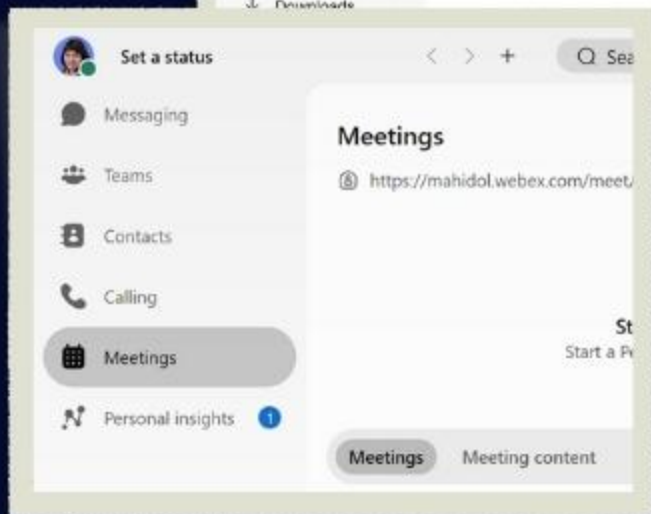 Downloads
Set a status
Messaging
Teams
Contacts
Calling
Meetings
Personal insights
1
Meetings
https://mahidol.webex.com/meet/
Start a
Meetings
Meeting content